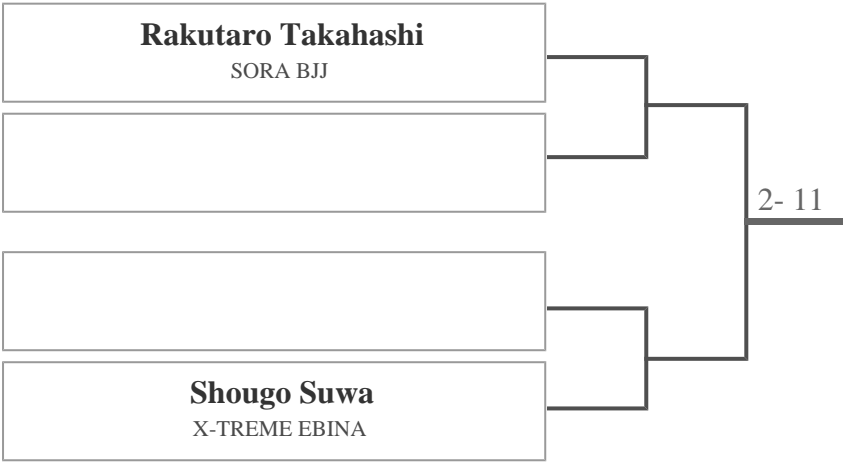 Rakutaro Takahashi
SORA BJJ
2- 11
Shougo Suwa
X-TREME EBINA